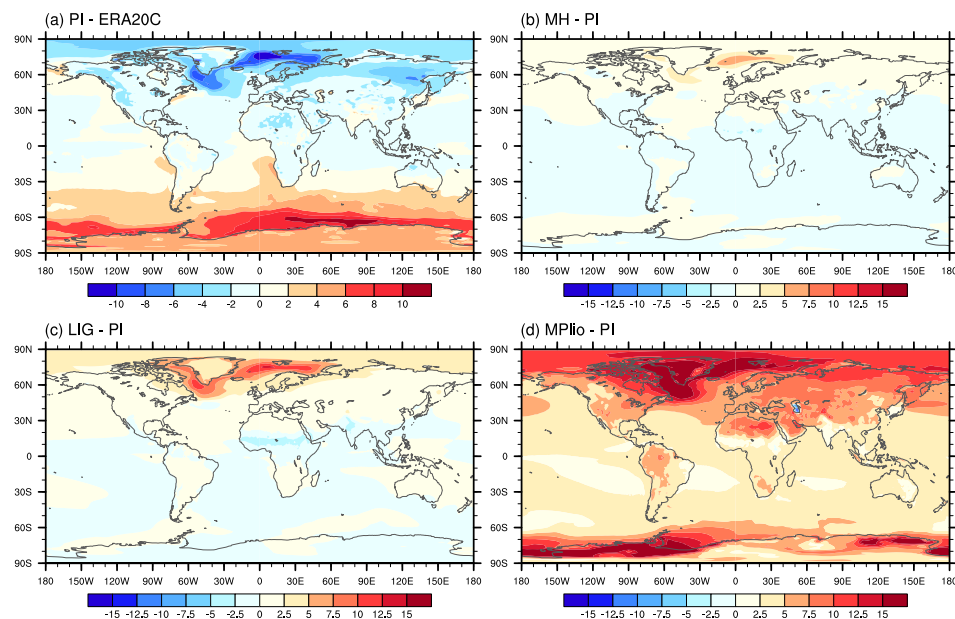 (a) PI - ERA20C
90N
60N
30N
0
30S
60S
90S
180 150W 120W 90W 60W 30W 0 30E 60E 90E 120E 150E 180
-10 -8 -6 -4 -2 0 2 4 6 8 10
(b) MH - PI
90N
60N
30N
0
30S
60S
90S
180 150W 120W 90W 60W 30W 0 30E 60E 90E 120E 150E 180
-15 -12.5 -10 -7.5 -5 -2.5 0 2.5 5 7.5 10 12.5 15
(c) LIG - PI
90N
60N
30N
0
30S
60S
90S
180 150W 120W 90W 60W 30W 0 30E 60E 90E 120E 150E 180
-15 -12.5 -10 -7.5 -5 -2.5 0 2.5 5 7.5 10 12.5 15
(d) MPlio - PI
90N
60N
30N
0
30S
60S
90S
180 150W 120W 90W 60W 30W 0 30E 60E 90E 120E 150E 180
-15 -12.5 -10 -7.5 -5 -2.5 0 2.5 5 7.5 10 12.5 15